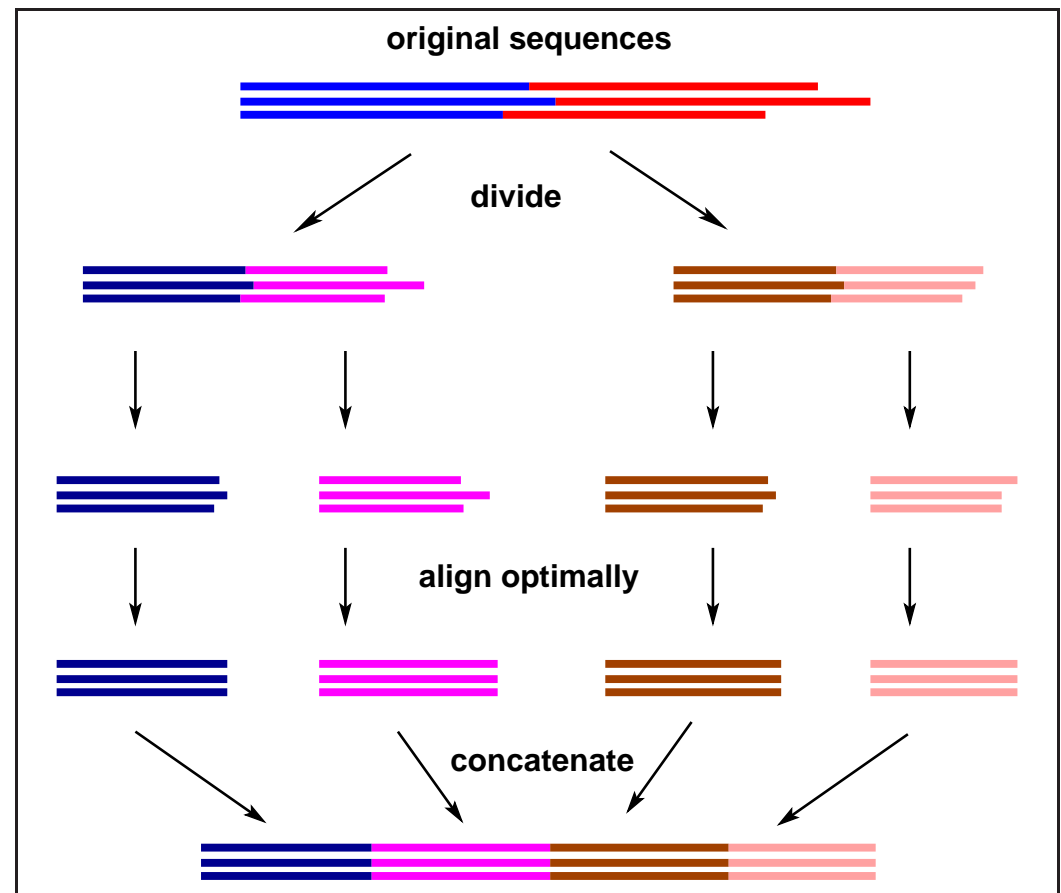 original sequences
divide
align optimally
concatenate